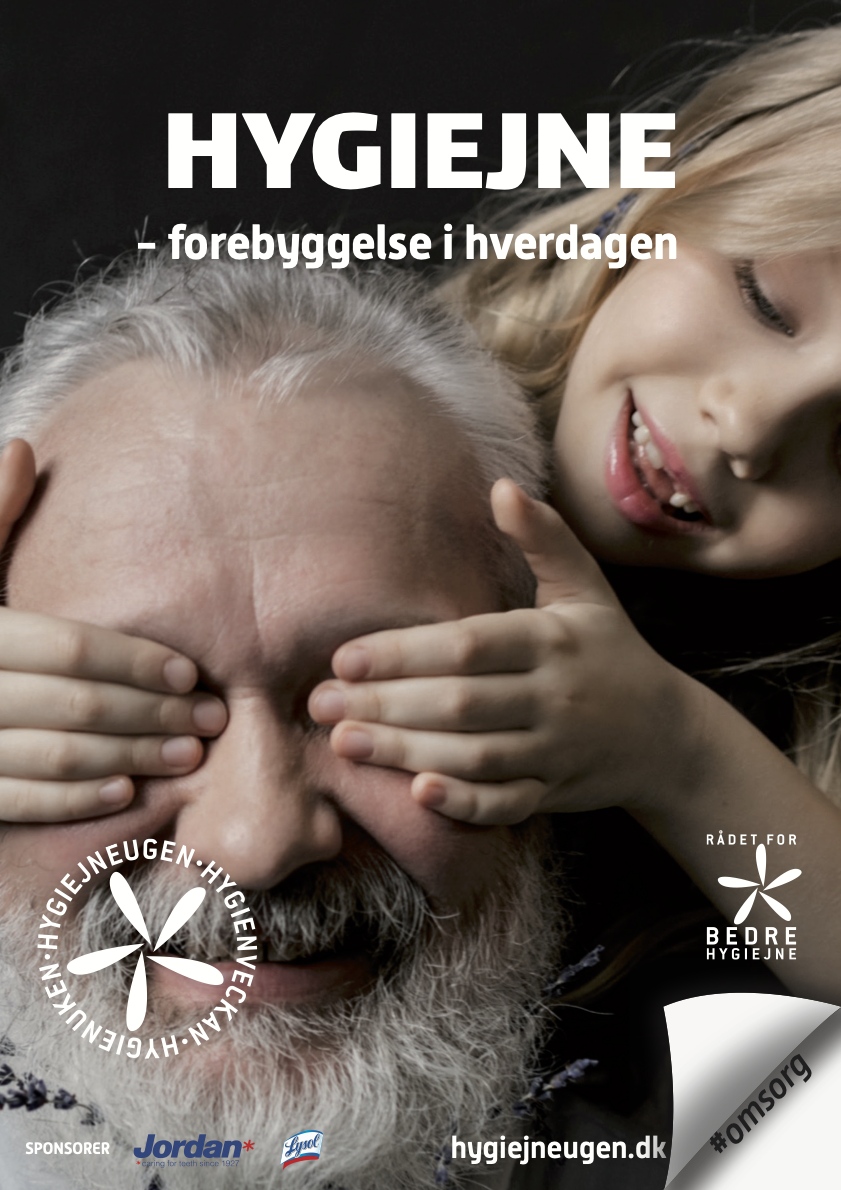 HYGIEJNE
– forebyggelse i hverdagen
RÅDET FOR
BEDRE
HYGIEJNE
HYGIEJNEUGEN·HYGIENVECKAN·HYGIENUKEN·
#omsorg
SPONSORER
Jordan*
*caring for teeth since 1927
Lysol
hygiejneugen.dk